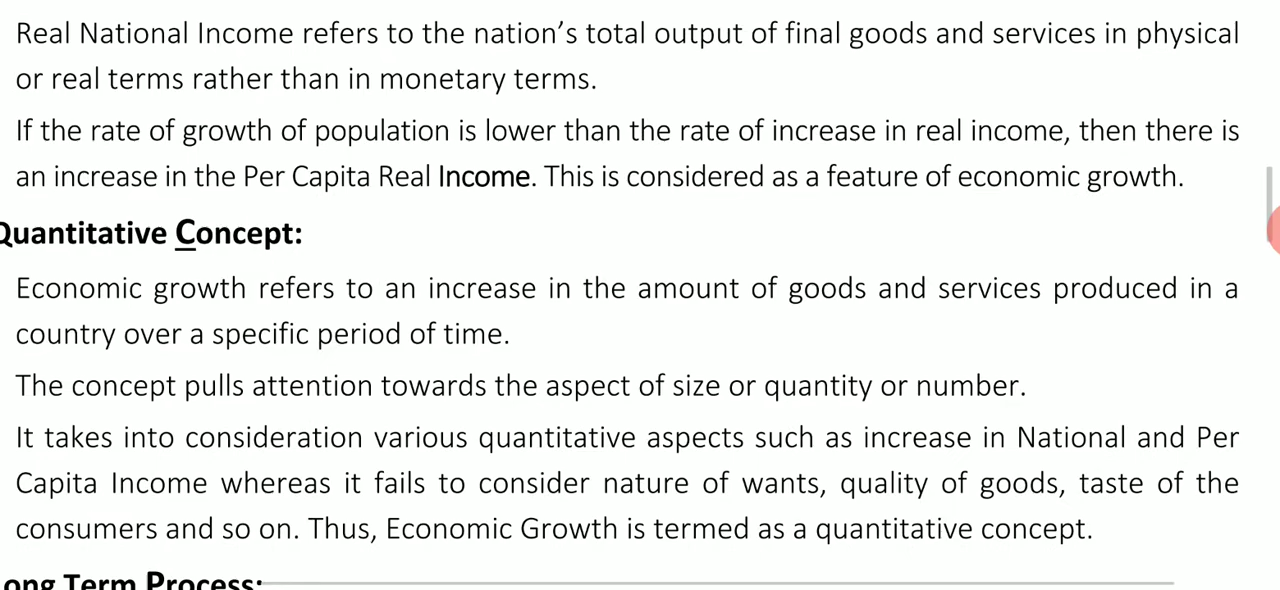 Real National Income refers to the nation’s total output of final goods and services in physical
or real terms rather than in monetary terms.
If the rate of growth of population is lower than the rate of increase in real income, then there is
an increase in the Per Capita Real Income. This is considered as a feature of economic growth.
Quantitative Concept:
Economic growth refers to an increase in the amount of goods and services produced in a
country over a specific period of time.
The concept pulls attention towards the aspect of size or quantity or number.
It takes into consideration various quantitative aspects such as increase in National and Per
Capita Income whereas it fails to consider nature of wants, quality of goods, taste of the
consumers and so on. Thus, Economic Growth is termed as a quantitative concept.
ong Term Process: